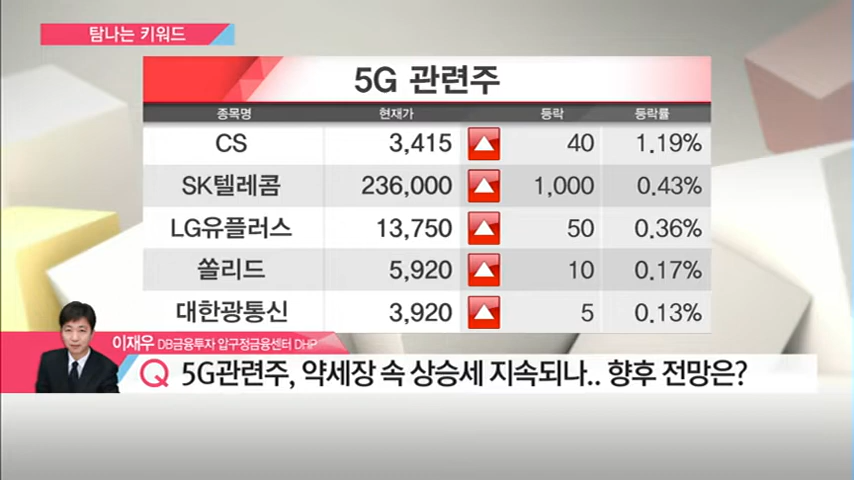 탐나는 키워드
5G 관련주
종목명 현재가 등락 등락률
CS 3,415 40 1.19%
SK텔레콤 236,000 1,000 0.43%
LG유플러스 13,750 50 0.36%
쏠리드 5,920 10 0.17%
대한광통신 3,920 5 0.13%
이재우 DB금융투자 압구정금융센터 DHP
Q 5G관련주, 약세장 속 상승세 지속되나.. 향후 전망은?